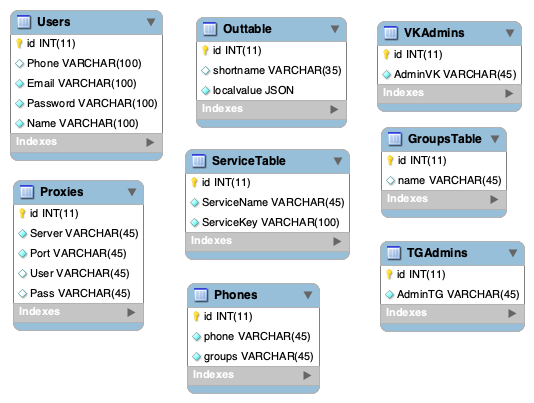 Users
id INT(11)
Phone VARCHAR(100)
Email VARCHAR(100)
Password VARCHAR(100)
Name VARCHAR(100)
Indexes
Proxies
id INT(11)
Server VARCHAR(45)
Port VARCHAR(45)
User VARCHAR(45)
Pass VARCHAR(45)
Indexes
Outtable
id INT(11)
shortname VARCHAR(35)
localvalue JSON
Indexes
ServiceTable
id INT(11)
ServiceName VARCHAR(45)
ServiceKey VARCHAR(100)
Indexes
Phones
id INT(11)
phone VARCHAR(45)
groups VARCHAR(45)
Indexes
VKAdmins
id INT(11)
AdminVK VARCHAR(45)
Indexes
GroupsTable
id INT(11)
name VARCHAR(45)
Indexes
TGAdmins
id INT(11)
AdminTG VARCHAR(45)
Indexes